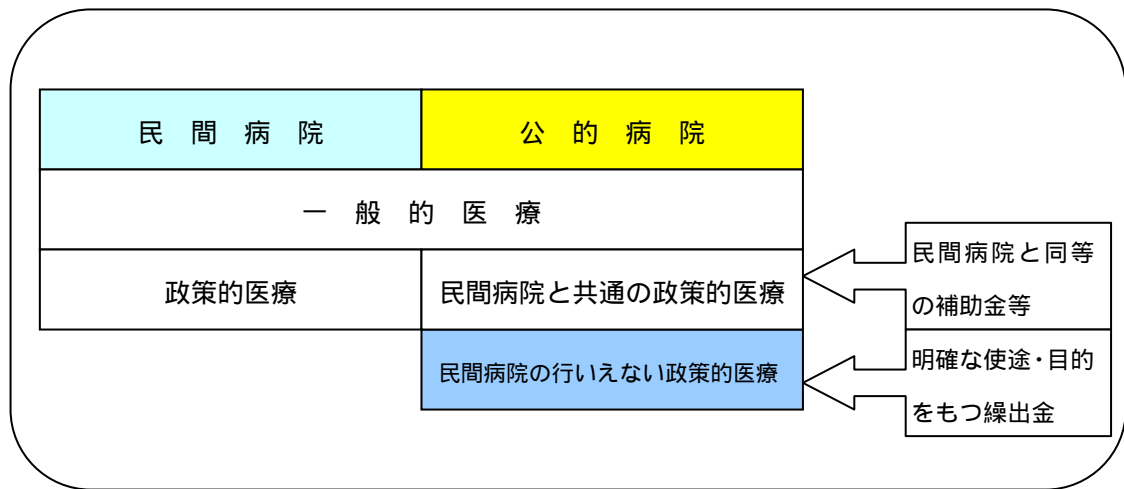 民　間　病　院
公　的　病　院
一　般　的　医　療
政策的医療
民間病院と共通の政策的医療
民間病院の行いえない政策的医療
民間病院と同等
の補助金等
明確な使途・目的
をもつ繰出金